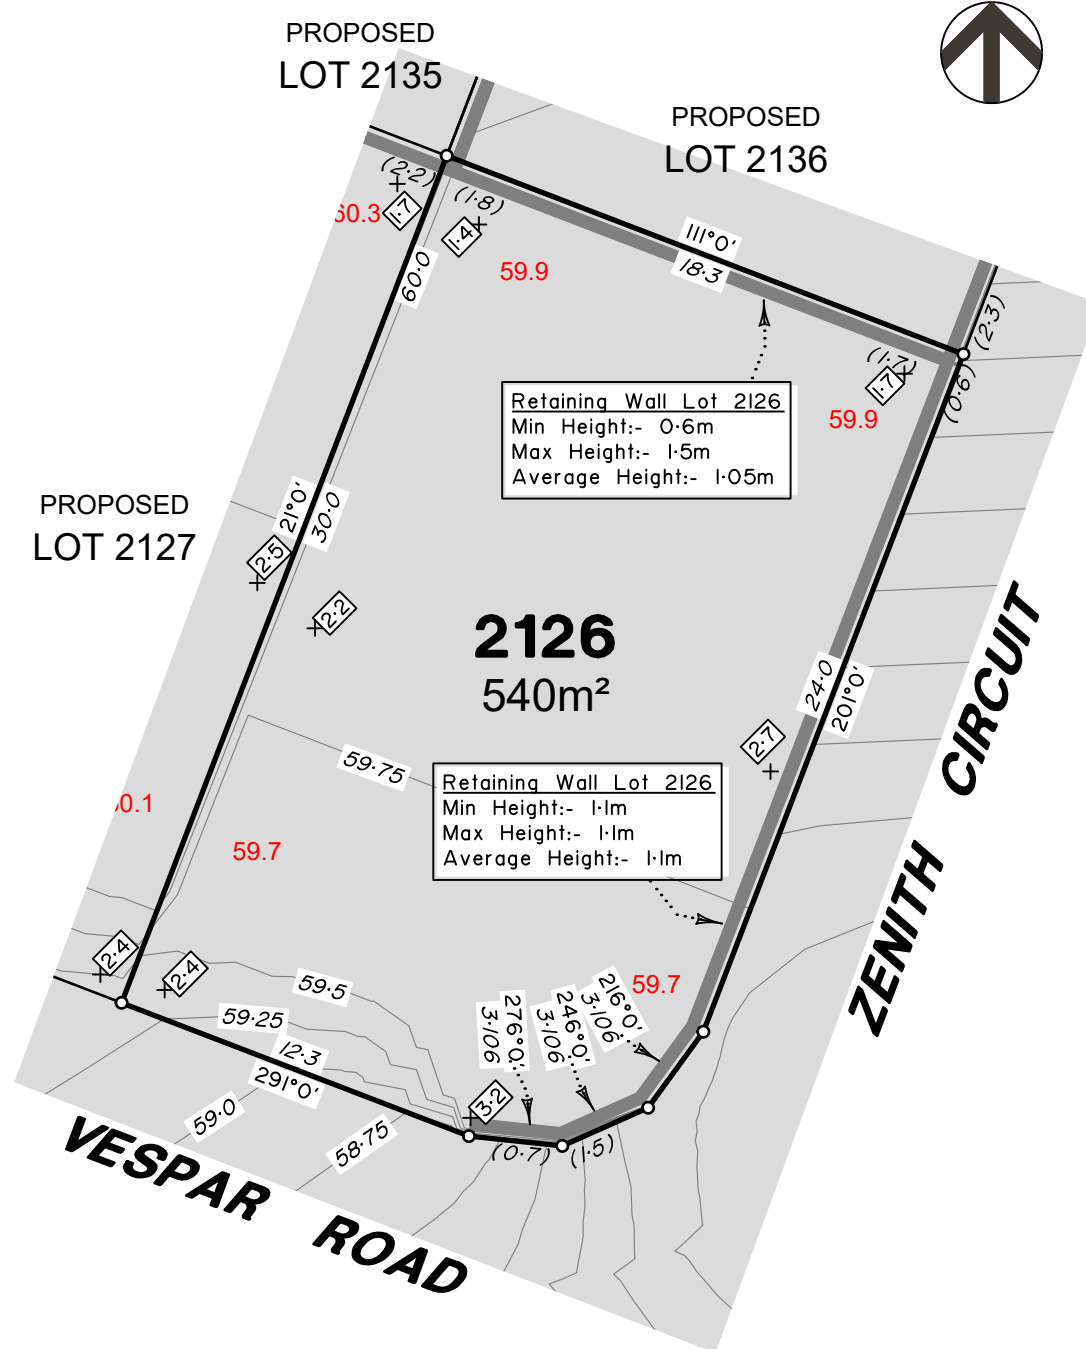 PROPOSED
LOT 2135
PROPOSED
LOT 2136
(2·2)
1·7
60.3
(1·8)
1·4
59.9
111°0'
18·3
60·0
(2·3)
(1·7)
1·7
(0·6)
59.9
Retaining Wall Lot 2126
Min Height:- 0·6m
Max Height:- 1·5m
Average Height:- 1·05m
PROPOSED
LOT 2127
21°0'
30·0
2·5
2·2
2126
540m²
24·0
201°0'
2·7
ZENITH CIRCUIT
59·75
Retaining Wall Lot 2126
Min Height:- 1·1m
Max Height:- 1·1m
Average Height:- 1·1m
0.1
59.7
2·4
2·4
59·5
59·25
12·3
291°0'
59.7
216°0'
3·106
246°0'
3·106
276°0'
3·106
3·2
(0·7)
(1·5)
59·0
58·75
VESPAR ROAD